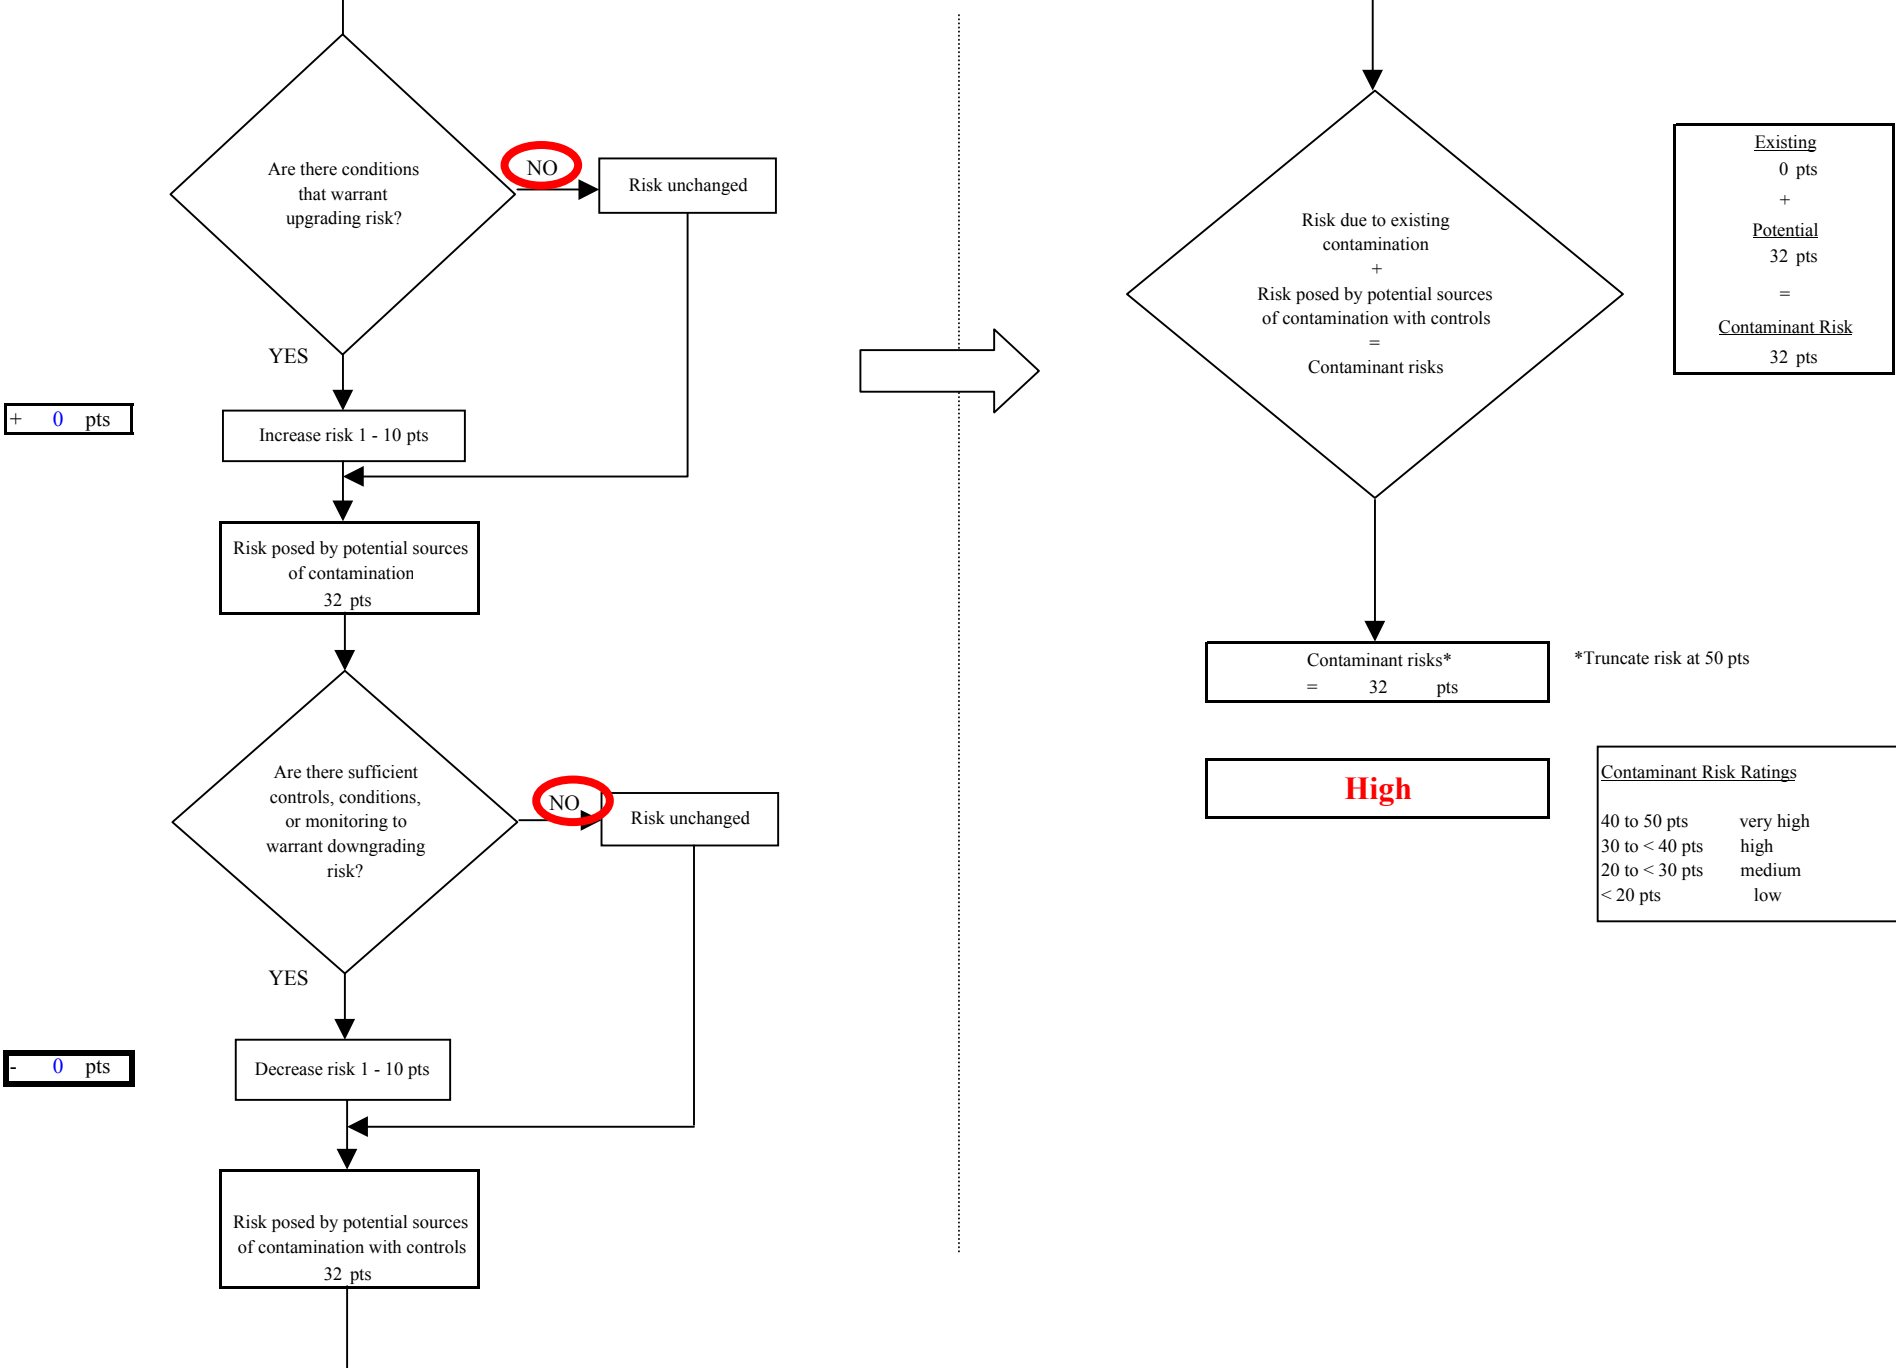 Are there conditions
that warrant
upgrading risk?
NO
Risk unchanged
YES
+ 0 pts
Increase risk 1 - 10 pts
Risk posed by potential sources
of contamination
32 pts
Are there sufficient
controls, conditions,
or monitoring to
warrant downgrading
risk?
NO
Risk unchanged
YES
- 0 pts
Decrease risk 1 - 10 pts
Risk posed by potential sources
of contamination with controls
32 pts
Risk due to existing
contamination
+
Risk posed by potential sources
of contamination with controls
=
Contaminant risks
Existing
0 pts
+
Potential
32 pts
=
Contaminant Risk
32 pts
Contaminant risks*
= 32 pts
*Truncate risk at 50 pts
High
Contaminant Risk Ratings
40 to 50 pts very high
30 to < 40 pts high
20 to < 30 pts medium
< 20 pts low